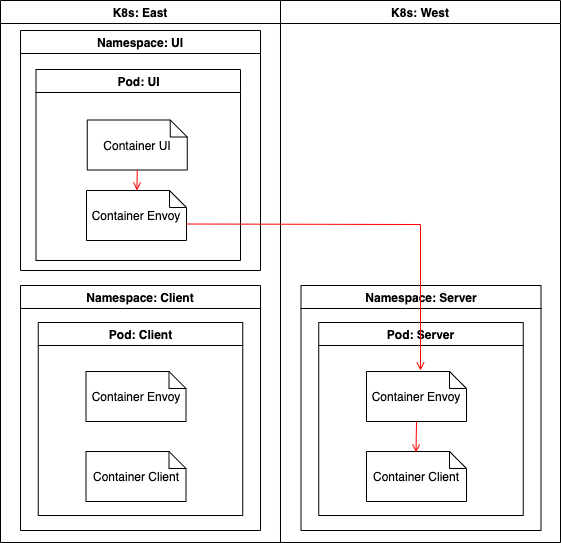 K8s: East
K8s: West
Namespace: UI
Pod: UI
Container UI
Container Envoy
Namespace: Client
Pod: Client
Container Envoy
Container Client
Namespace: Server
Pod: Server
Container Envoy
Container Client